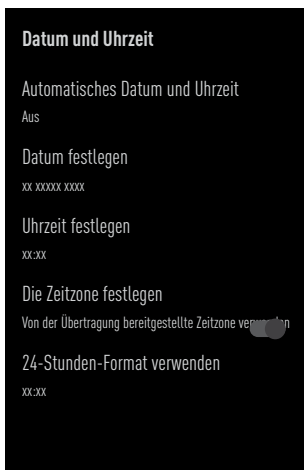 Datum und Uhrzeit
Automatisches Datum und Uhrzeit
Aus
Datum festlegen
xx xxxxx xxxx
Uhrzeit festlegen
xx:xx
Die Zeitzone festlegen
Von der Übertragung bereitgestellte Zeitzone verwenden
24-Stunden-Format verwenden
xx:xx